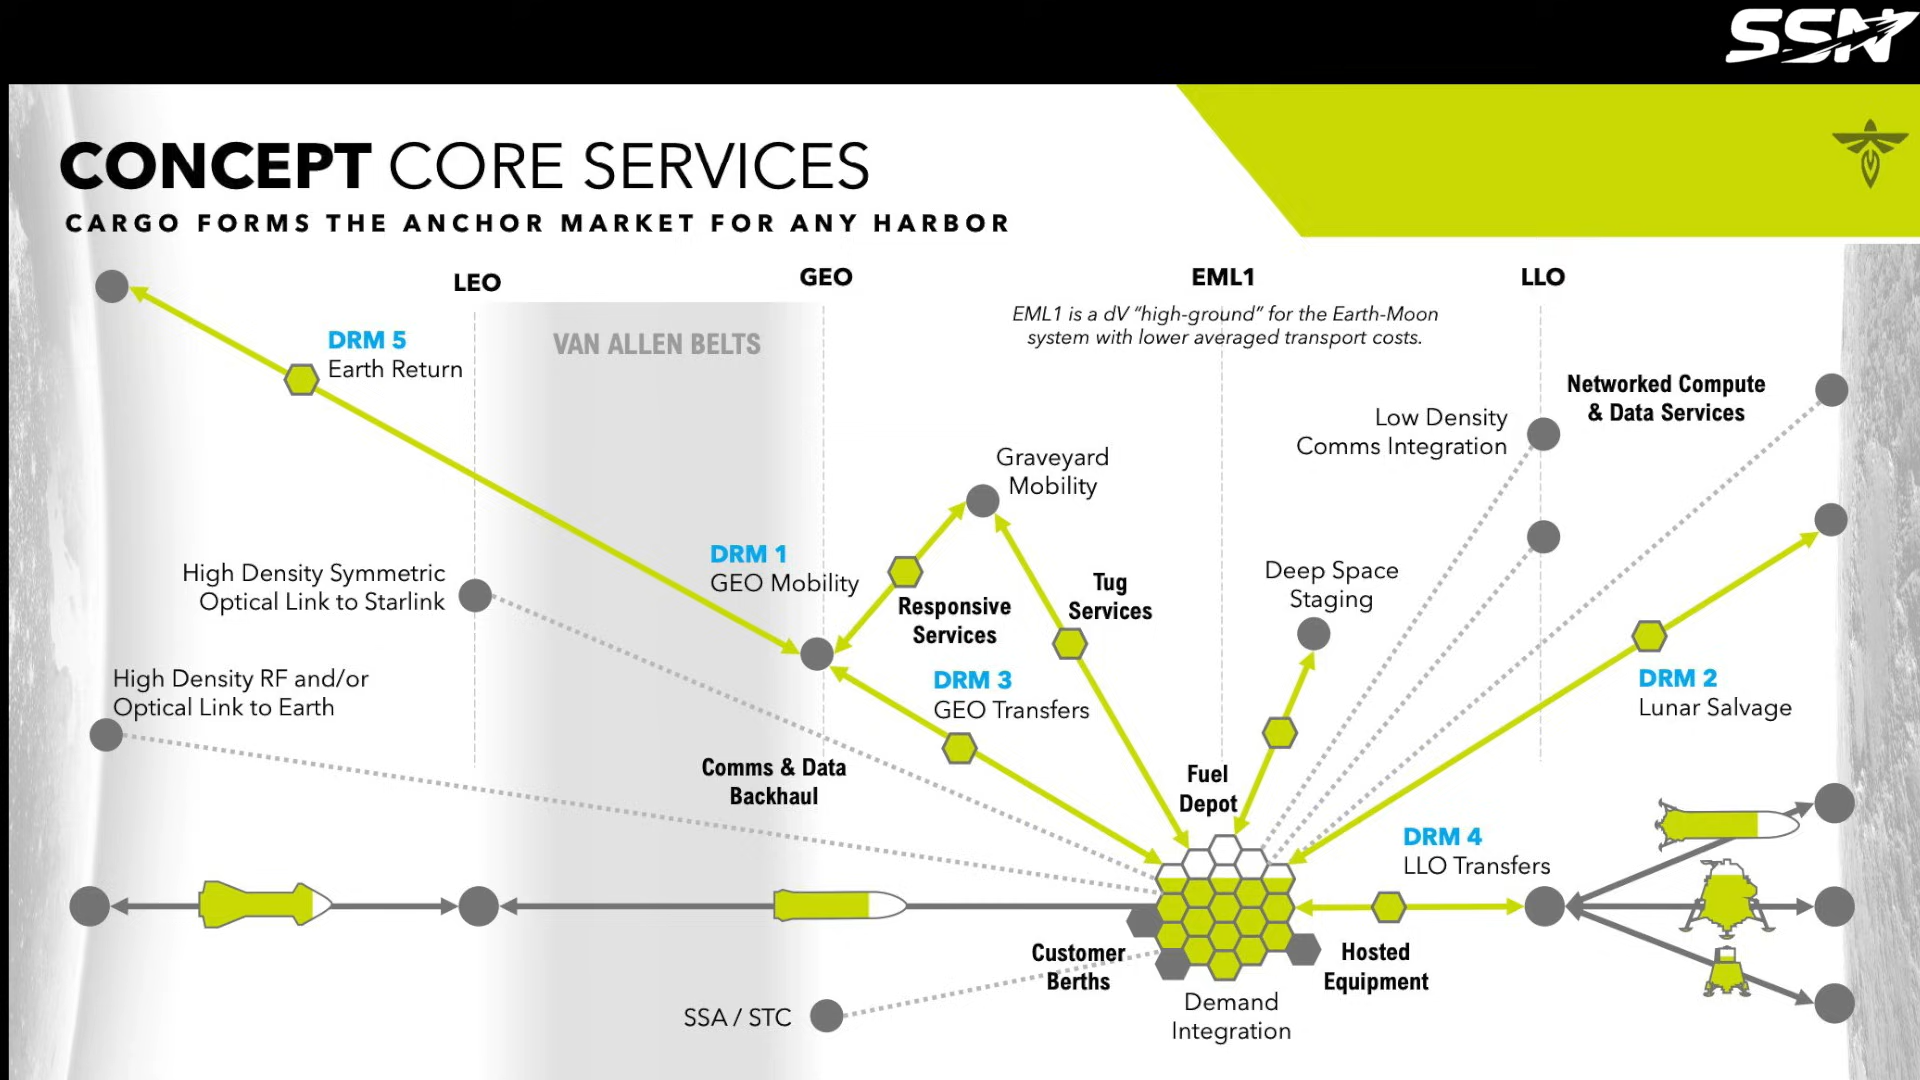 SSN
CONCEPT CORE SERVICES
CARGO FORMS THE ANCHOR MARKET FOR ANY HARBOR
LEO
GEO
EML1
LLO
EML1 is a dV “high-ground” for the Earth-Moon
system with lower averaged transport costs.
VAN ALLEN BELTS
DRM 5
Earth Return
Networked Compute
& Data Services
Low Density
Comms Integration
Graveyard
Mobility
DRM 1
GEO Mobility
High Density Symmetric
Optical Link to Starlink
Responsive
Services
Tug
Services
Deep Space
Staging
DRM 3
GEO Transfers
High Density RF and/or
Optical Link to Earth
DRM 2
Lunar Salvage
Comms & Data
Backhaul
Fuel
Depot
DRM 4
LLO Transfers
Customer
Berths
Hosted
Equipment
SSA / STC
Demand
Integration